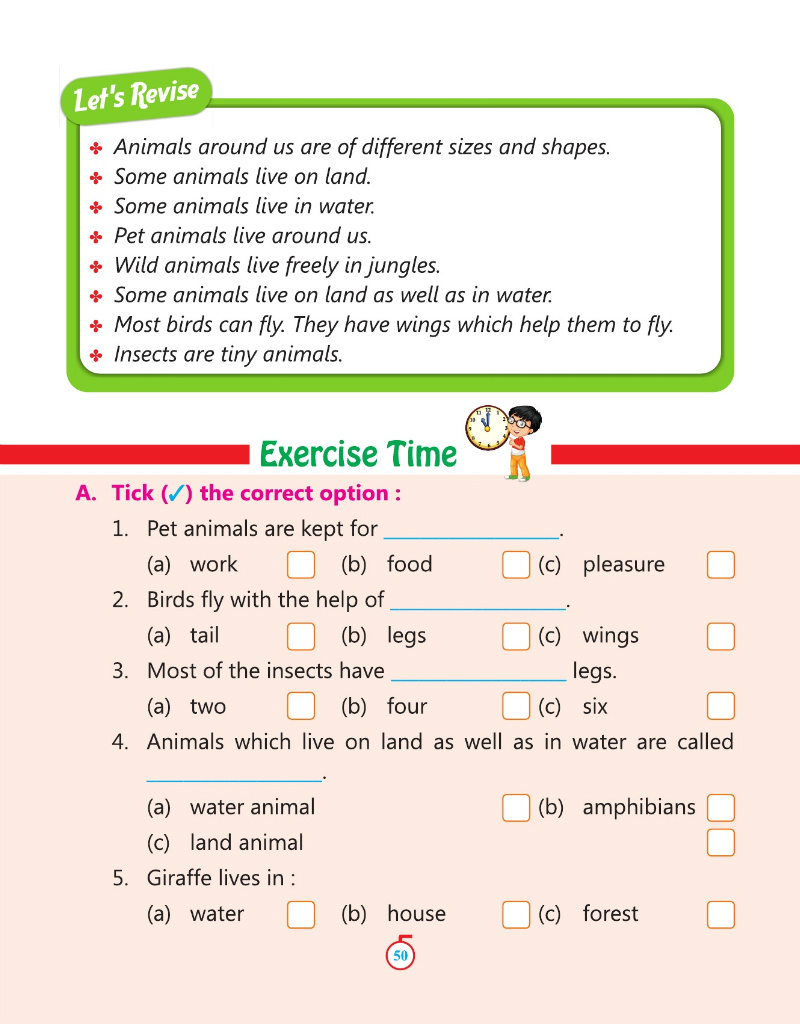 Let's Revise
✤ Animals around us are of different sizes and shapes.
✤ Some animals live on land.
✤ Some animals live in water.
✤ Pet animals live around us.
✤ Wild animals live freely in jungles.
✤ Some animals live on land as well as in water.
✤ Most birds can fly. They have wings which help them to fly.
✤ Insects are tiny animals.
Exercise Time
A. Tick (✓) the correct option :
1. Pet animals are kept for ________________.
(a) work (b) food (c) pleasure
2. Birds fly with the help of ________________.
(a) tail (b) legs (c) wings
3. Most of the insects have ________________ legs.
(a) two (b) four (c) six
4. Animals which live on land as well as in water are called
________________.
(a) water animal (b) amphibians
(c) land animal
5. Giraffe lives in :
(a) water (b) house (c) forest
50